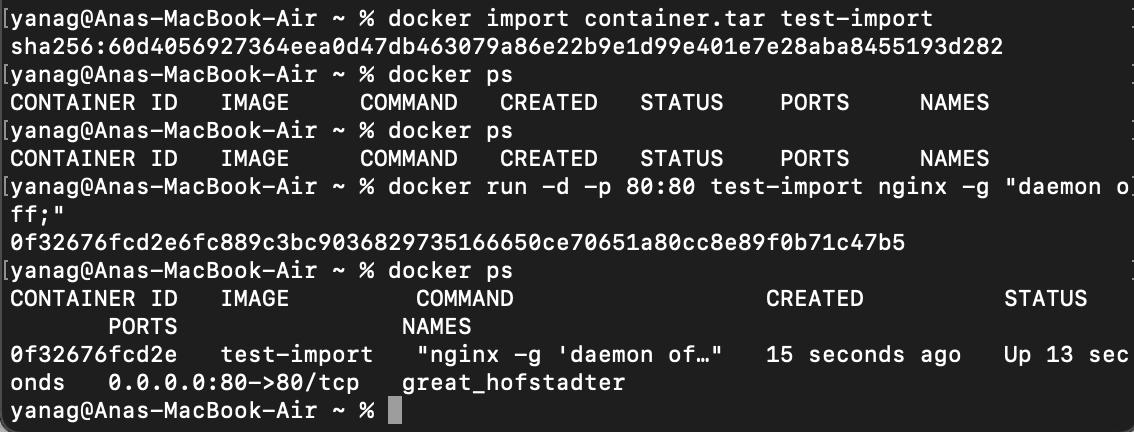 [yanag@Anas-MacBook-Air ~ % docker import container.tar test-import
sha256:60d4056927364eea0d47db463079a86e22b9e1d99e401e7e28aba8455193d282
[yanag@Anas-MacBook-Air ~ % docker ps
CONTAINER ID   IMAGE     COMMAND   CREATED   STATUS    PORTS     NAMES
[yanag@Anas-MacBook-Air ~ % docker ps
CONTAINER ID   IMAGE     COMMAND   CREATED   STATUS    PORTS     NAMES
[yanag@Anas-MacBook-Air ~ % docker run -d -p 80:80 test-import nginx -g "daemon o
ff;"
0f32676fcd2e6fc889c3bc9036829735166650ce70651a80cc8e89f0b71c47b5
[yanag@Anas-MacBook-Air ~ % docker ps
CONTAINER ID   IMAGE         COMMAND                  CREATED          STATUS
       PORTS                NAMES
0f32676fcd2e   test-import   "nginx -g 'daemon of…"   15 seconds ago   Up 13 sec
onds   0.0.0.0:80->80/tcp   great_hofstadter
yanag@Anas-MacBook-Air ~ %